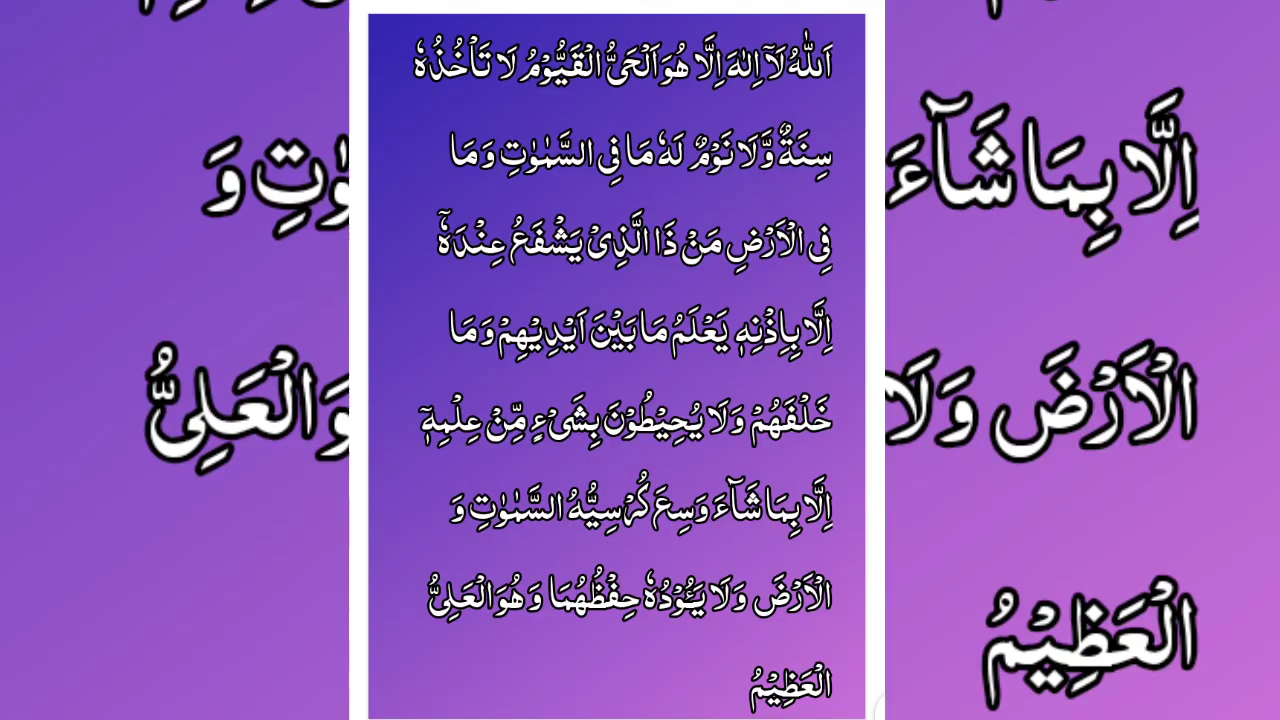 اَللّٰهُ لَاۤ اِلٰهَ اِلَّا هُوَ اَلْحَیُّ الْقَیُّوْمُ لَا تَاْخُذُهٗ
سِنَةٌ وَّلَا نَوْمٌ لَهٗ مَا فِی السَّمٰوٰتِ وَمَا
فِی الْاَرْضِ مَنْ ذَا الَّذِیْ یَشْفَعُ عِنْدَهٗۤ
اِلَّا بِاِذْنِهٖ یَعْلَمُ مَا بَیْنَ اَیْدِیْهِمْ وَمَا
خَلْفَهُمْ وَلَا یُحِیْطُوْنَ بِشَیْءٍ مِّنْ عِلْمِهٖۤ
اِلَّا بِمَا شَآءَ وَسِعَ كُرْسِیُّهُ السَّمٰوٰتِ وَ
الْاَرْضَ وَلَا یَـُٔوْدُهٗ حِفْظُهُمَا وَهُوَ الْعَلِیُّ
الْعَظِیْمُ
اِلَّا بِمَا شَآءَ
وٰتِ وَ
الْاَرْضَ وَلَا
وَالْعَلِیُّ
الْعَظِیْمُ